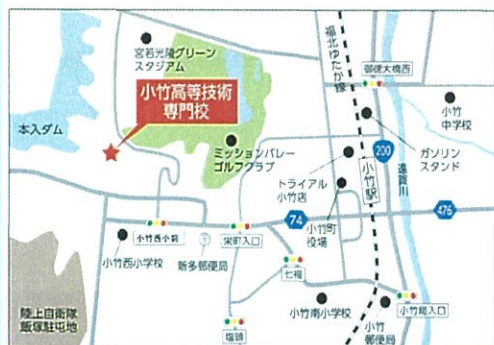 宮若光陵グリーン
スタジアム
福北ゆたか線
御徳大橋西
小竹高等技術
専門校
小竹
中学校
本入ダム
ミッションバレー
ゴルフクラブ
ガソリン
スタンド
200
小竹駅
遠賀川
トライアル
小竹店
小竹町
役場
74
476
小竹西小前
栄町入口
小竹西小学校
新多郵便局
七福
陸上自衛隊
飯塚駐屯地
小竹南小学校
小竹局入口
小竹
郵便局
塩頭